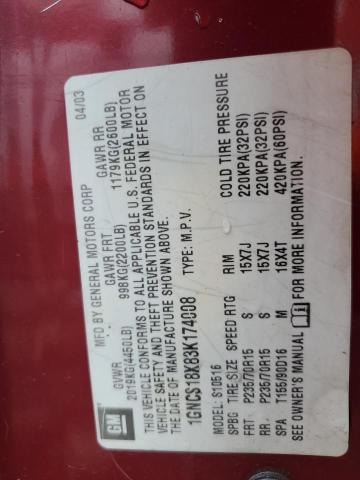 GM
MFD BY GENERAL MOTORS CORP 04/03
GVWR GAWR FRT GAWR RR
2019KG(4450LB) 998KG(2200LB) 1179KG(2600LB)
THIS VEHICLE CONFORMS TO ALL APPLICABLE U.S. FEDERAL MOTOR
VEHICLE SAFETY AND THEFT PREVENTION STANDARDS IN EFFECT ON
THE DATE OF MANUFACTURE SHOWN ABOVE.
1GNCS18X83K174008 TYPE: M.P.V.
MODEL: S10516
SPBG TIRE SIZE SPEED RTG RIM COLD TIRE PRESSURE
FRT P235/70R15 S 15X7J 220KPA(32PSI)
RR P235/70R15 S 15X7J 220KPA(32PSI)
SPA T155/90D16 M 16X4T 420KPA(60PSI)
SEE OWNER'S MANUAL FOR MORE INFORMATION.